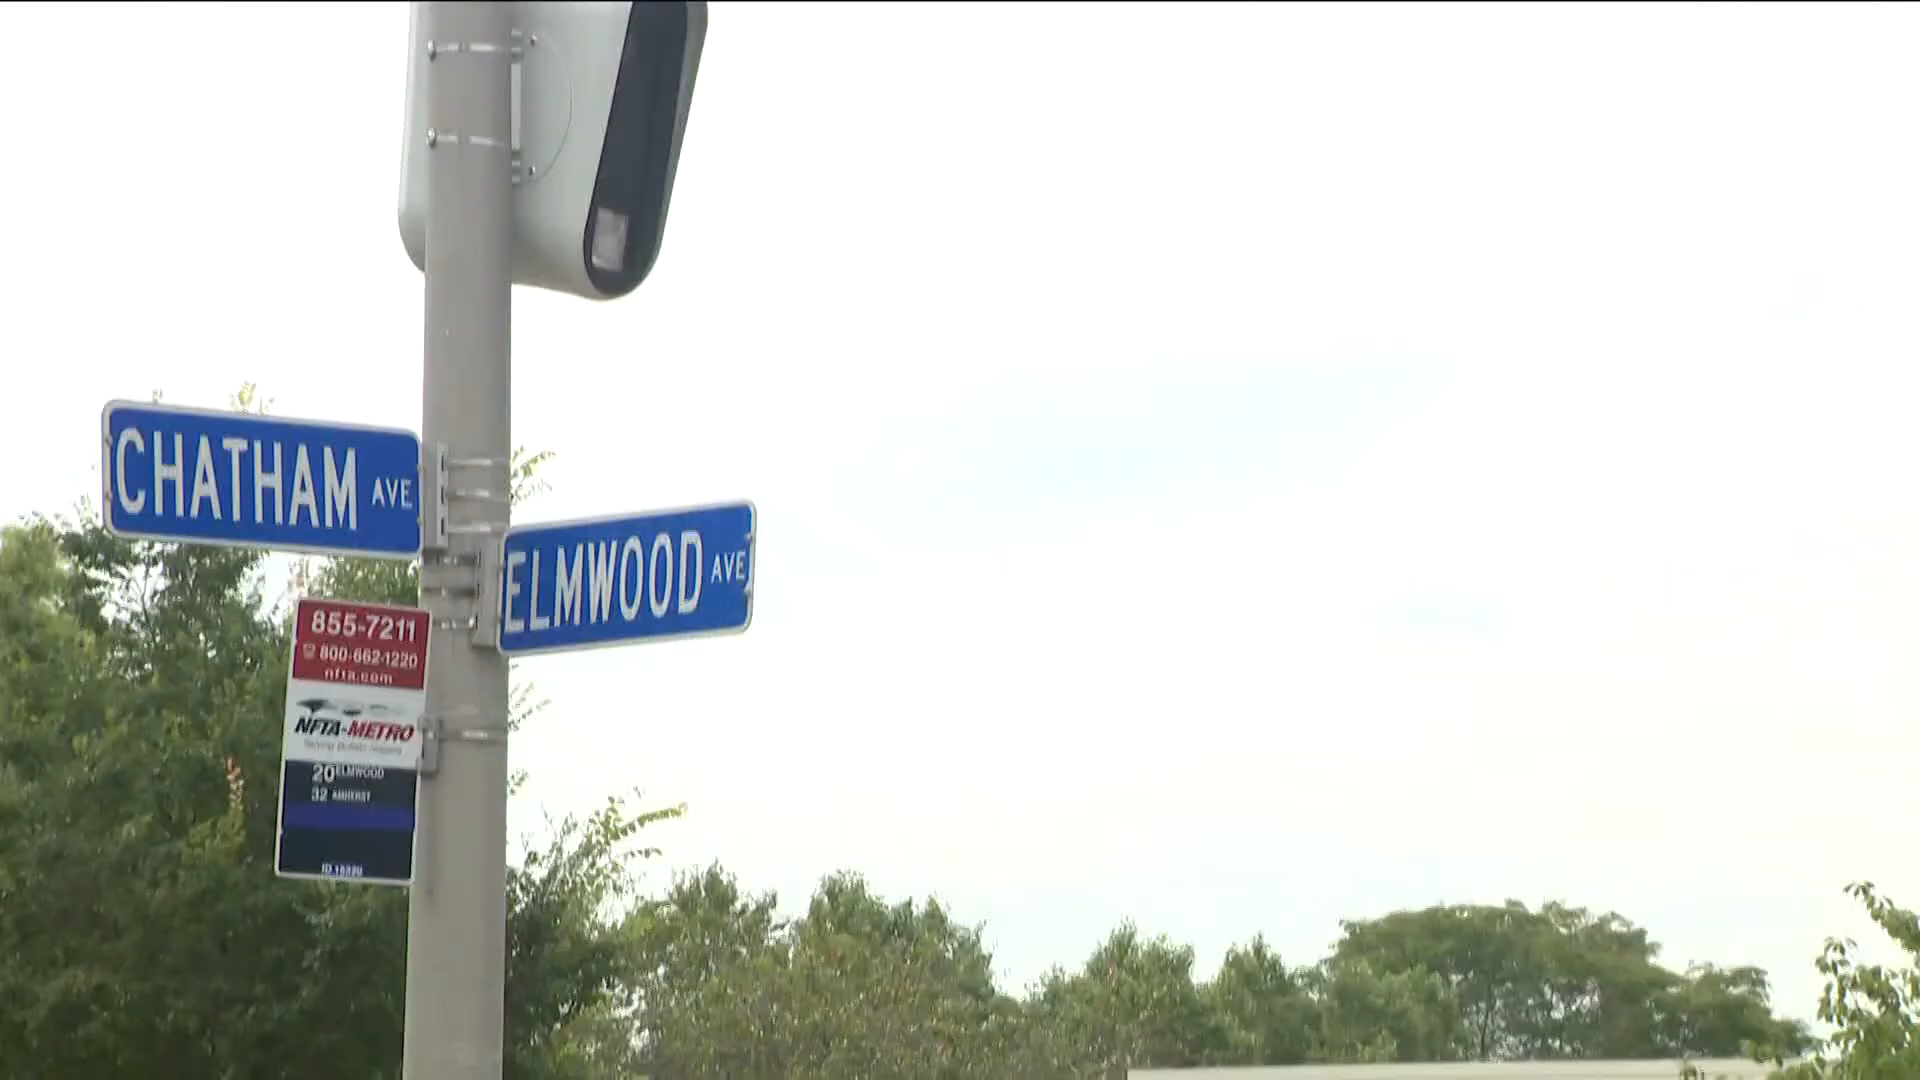 CHATHAM AVE
ELMWOOD AVE
855-7211
800-662-1220
nfta.com
NFTA-METRO
20 ELMWOOD
32 AMHERST